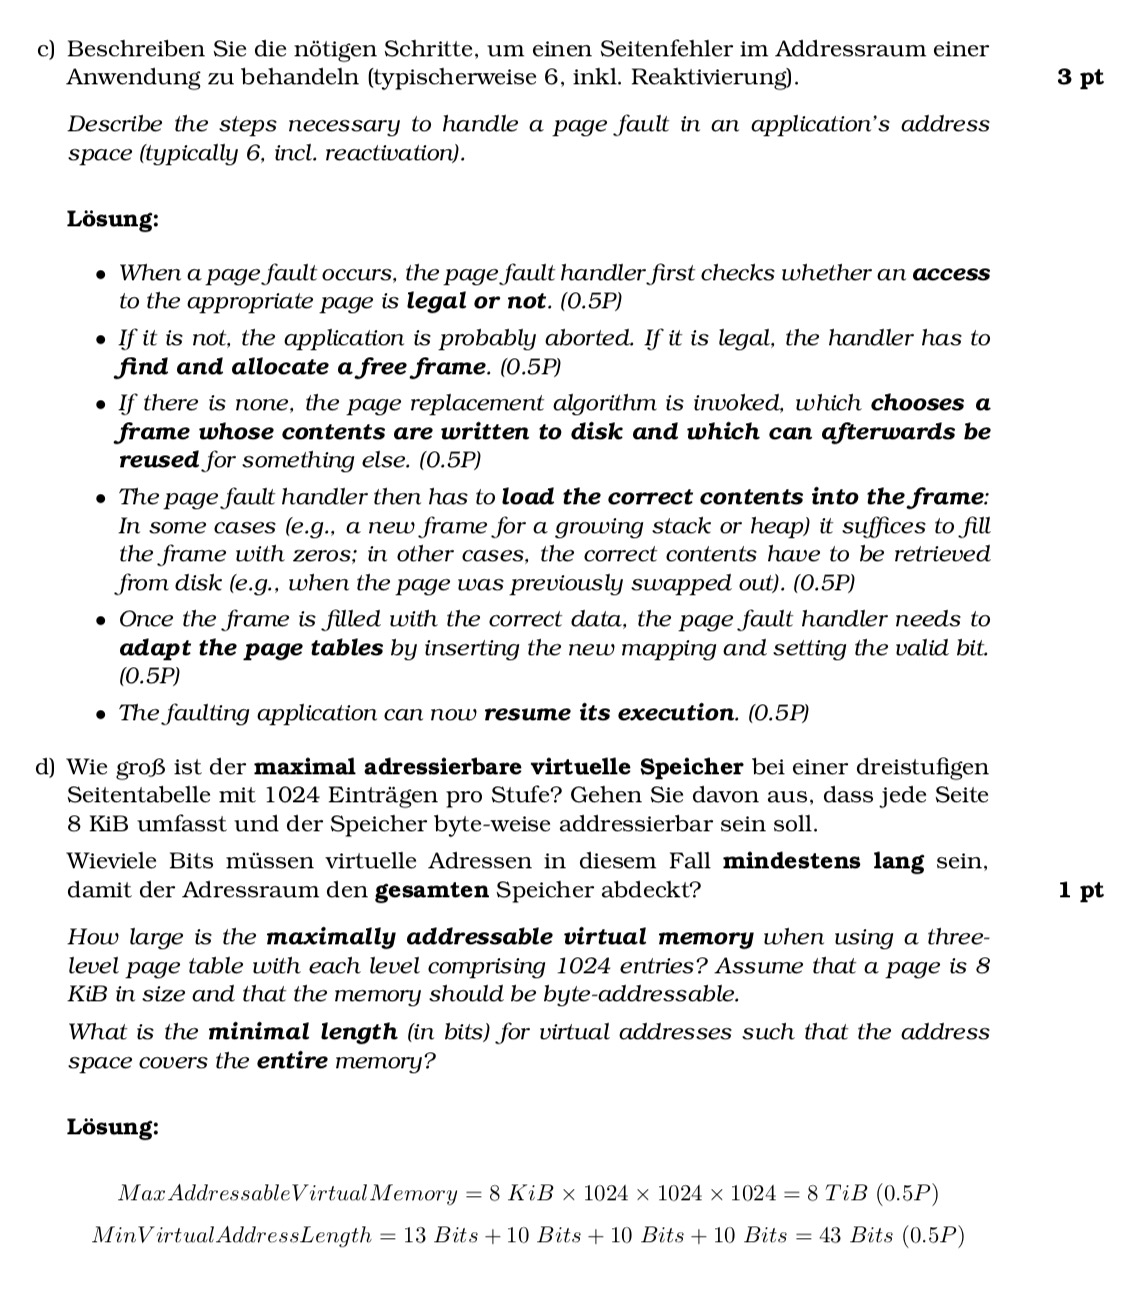 c) Beschreiben Sie die nötigen Schritte, um einen Seitenfehler im Addressraum einer
Anwendung zu behandeln (typischerweise 6, inkl. Reaktivierung). 3 pt
Describe the steps necessary to handle a page fault in an application's address
space (typically 6, incl. reactivation).
Lösung:
• When a page fault occurs, the page fault handler first checks whether an access
to the appropriate page is legal or not. (0.5P)
• If it is not, the application is probably aborted. If it is legal, the handler has to
find and allocate a free frame. (0.5P)
• If there is none, the page replacement algorithm is invoked, which chooses a
frame whose contents are written to disk and which can afterwards be
reused for something else. (0.5P)
• The page fault handler then has to load the correct contents into the frame:
In some cases (e.g., a new frame for a growing stack or heap) it suffices to fill
the frame with zeros; in other cases, the correct contents have to be retrieved
from disk (e.g., when the page was previously swapped out). (0.5P)
• Once the frame is filled with the correct data, the page fault handler needs to
adapt the page tables by inserting the new mapping and setting the valid bit.
(0.5P)
• The faulting application can now resume its execution. (0.5P)
d) Wie groß ist der maximal adressierbare virtuelle Speicher bei einer dreistufigen
Seitentabelle mit 1024 Einträgen pro Stufe? Gehen Sie davon aus, dass jede Seite
8 KiB umfasst und der Speicher byte-weise addressierbar sein soll.
Wieviele Bits müssen virtuelle Adressen in diesem Fall mindestens lang sein,
damit der Adressraum den gesamten Speicher abdeckt? 1 pt
How large is the maximally addressable virtual memory when using a three-
level page table with each level comprising 1024 entries? Assume that a page is 8
KiB in size and that the memory should be byte-addressable.
What is the minimal length (in bits) for virtual addresses such that the address
space covers the entire memory?
Lösung:
MaxAddressableVirtualMemory = 8 KiB × 1024 × 1024 × 1024 = 8 TiB (0.5P)
MinVirtualAddressLength = 13 Bits + 10 Bits + 10 Bits + 10 Bits = 43 Bits (0.5P)